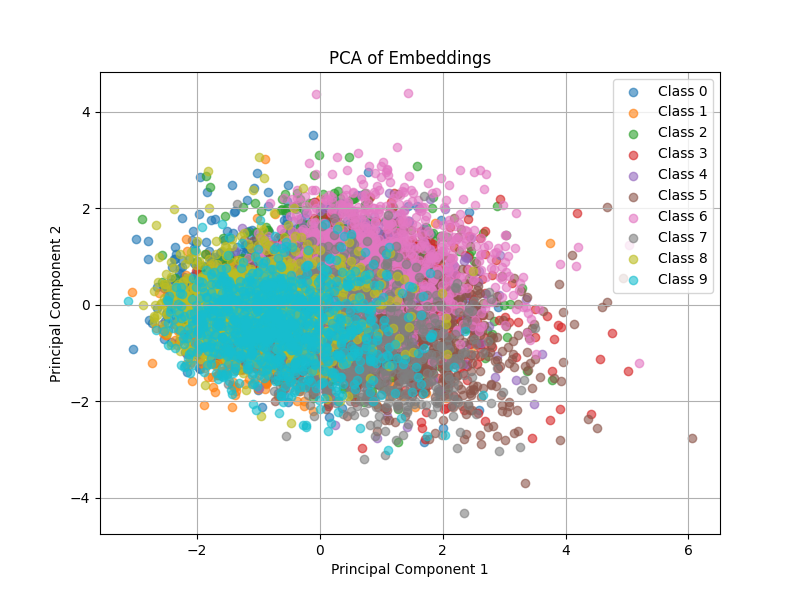 PCA of Embeddings
Class 0
Class 1
Class 2
Class 3
Class 4
Class 5
Class 6
Class 7
Class 8
Class 9
4
2
0
−2
−4
Principal Component 2
−2 0 2 4 6
Principal Component 1